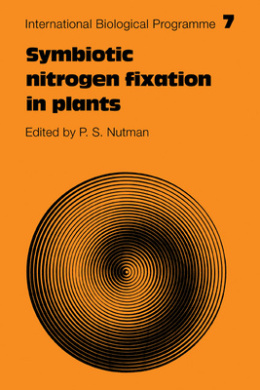 International Biological Programme 7
Symbiotic
nitrogen fixation
in plants
Edited by P. S. Nutman